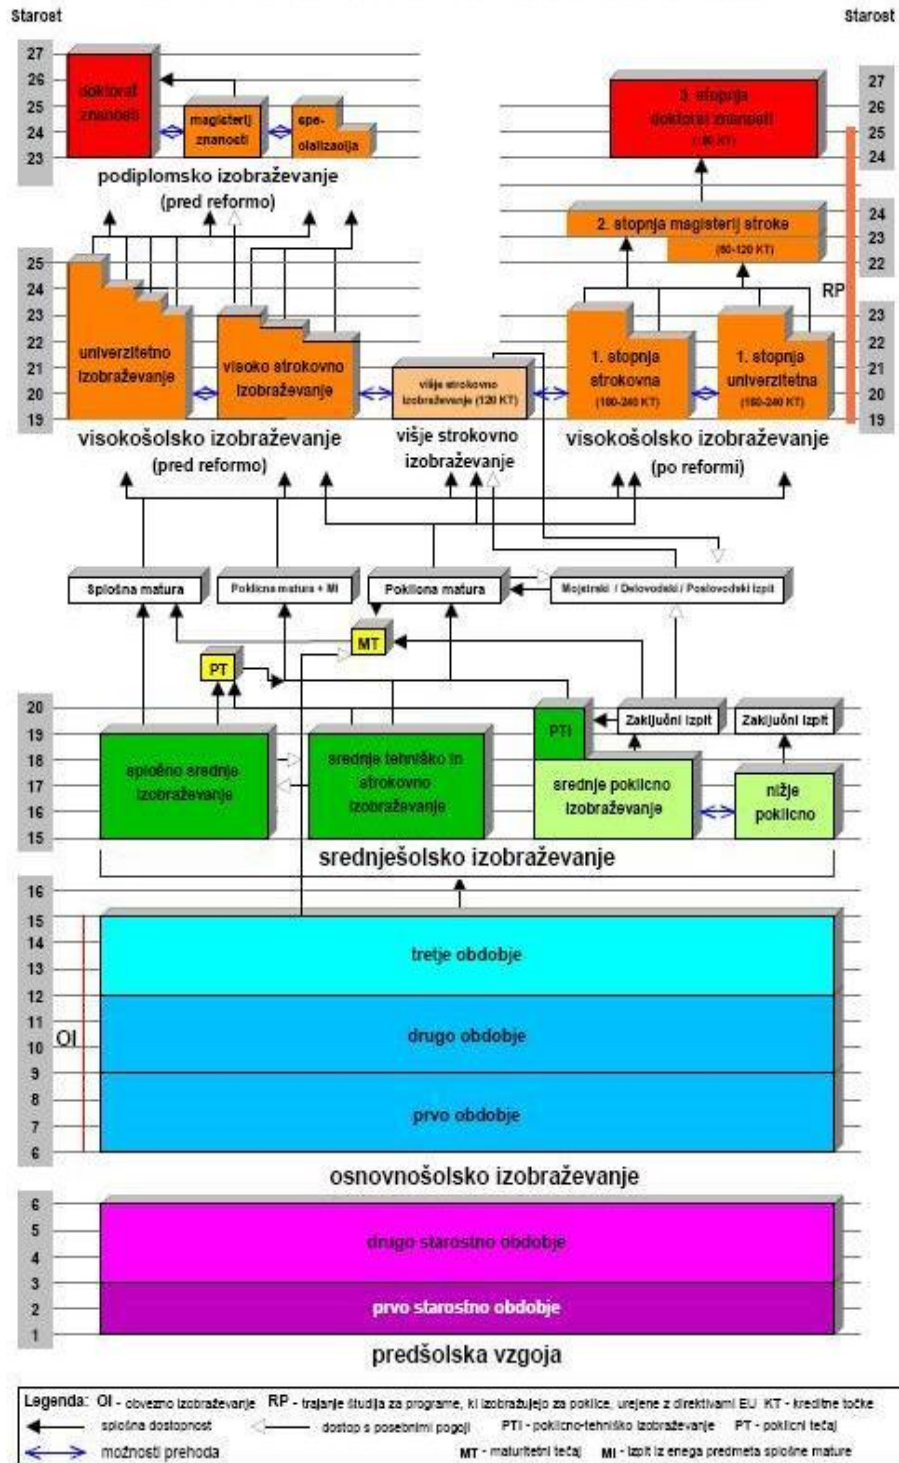 Starost
Starost
27
26
25
24
23
27
26
25
24
doktorat
znanosti
magisterij
znanosti
spe-
cializacija
3. stopnja
doktorat znanosti
(180 KT)
podiplomsko izobraževanje
(pred reformo)
24
23
22
2. stopnja magisterij stroke
(60-120 KT)
RP
25
24
23
22
21
20
19
23
22
21
20
19
univerzitetno
izobraževanje
visoko strokovno
izobraževanje
višje strokovno
izobraževanje (120 KT)
1. stopnja
strokovna
(180-240 KT)
1. stopnja
univerzitetna
(180-240 KT)
visokošolsko izobraževanje
(pred reformo)
višje strokovno
izobraževanje
visokošolsko izobraževanje
(po reformi)
Splošna matura
Poklicna matura + MI
Poklicna matura
Mojstrski / Delovodski / Poslovodski izpit
MT
PT
20
19
18
17
16
15
PTI
Zaključni izpit
Zaključni izpit
splošno srednje
izobraževanje
srednje tehniško in
strokovno
izobraževanje
srednje poklicno
izobraževanje
nižje
poklicno
srednješolsko izobraževanje
16
15
14
13
12
11
10
9
8
7
6
OI
tretje obdobje
drugo obdobje
prvo obdobje
osnovnošolsko izobraževanje
6
5
4
3
2
1
drugo starostno obdobje
prvo starostno obdobje
predšolska vzgoja
Legenda: OI - obvezno izobraževanje RP - trajanje študija za programe, ki izobražujejo za poklice, urejene z direktivami EU KT - kreditne točke
splošna dostopnost dostop s posebnimi pogoji PTI - poklicno-tehniško izobraževanje PT - poklicni tečaj
možnosti prehoda MT - maturitetni tečaj MI - izpit iz enega predmeta splošne mature